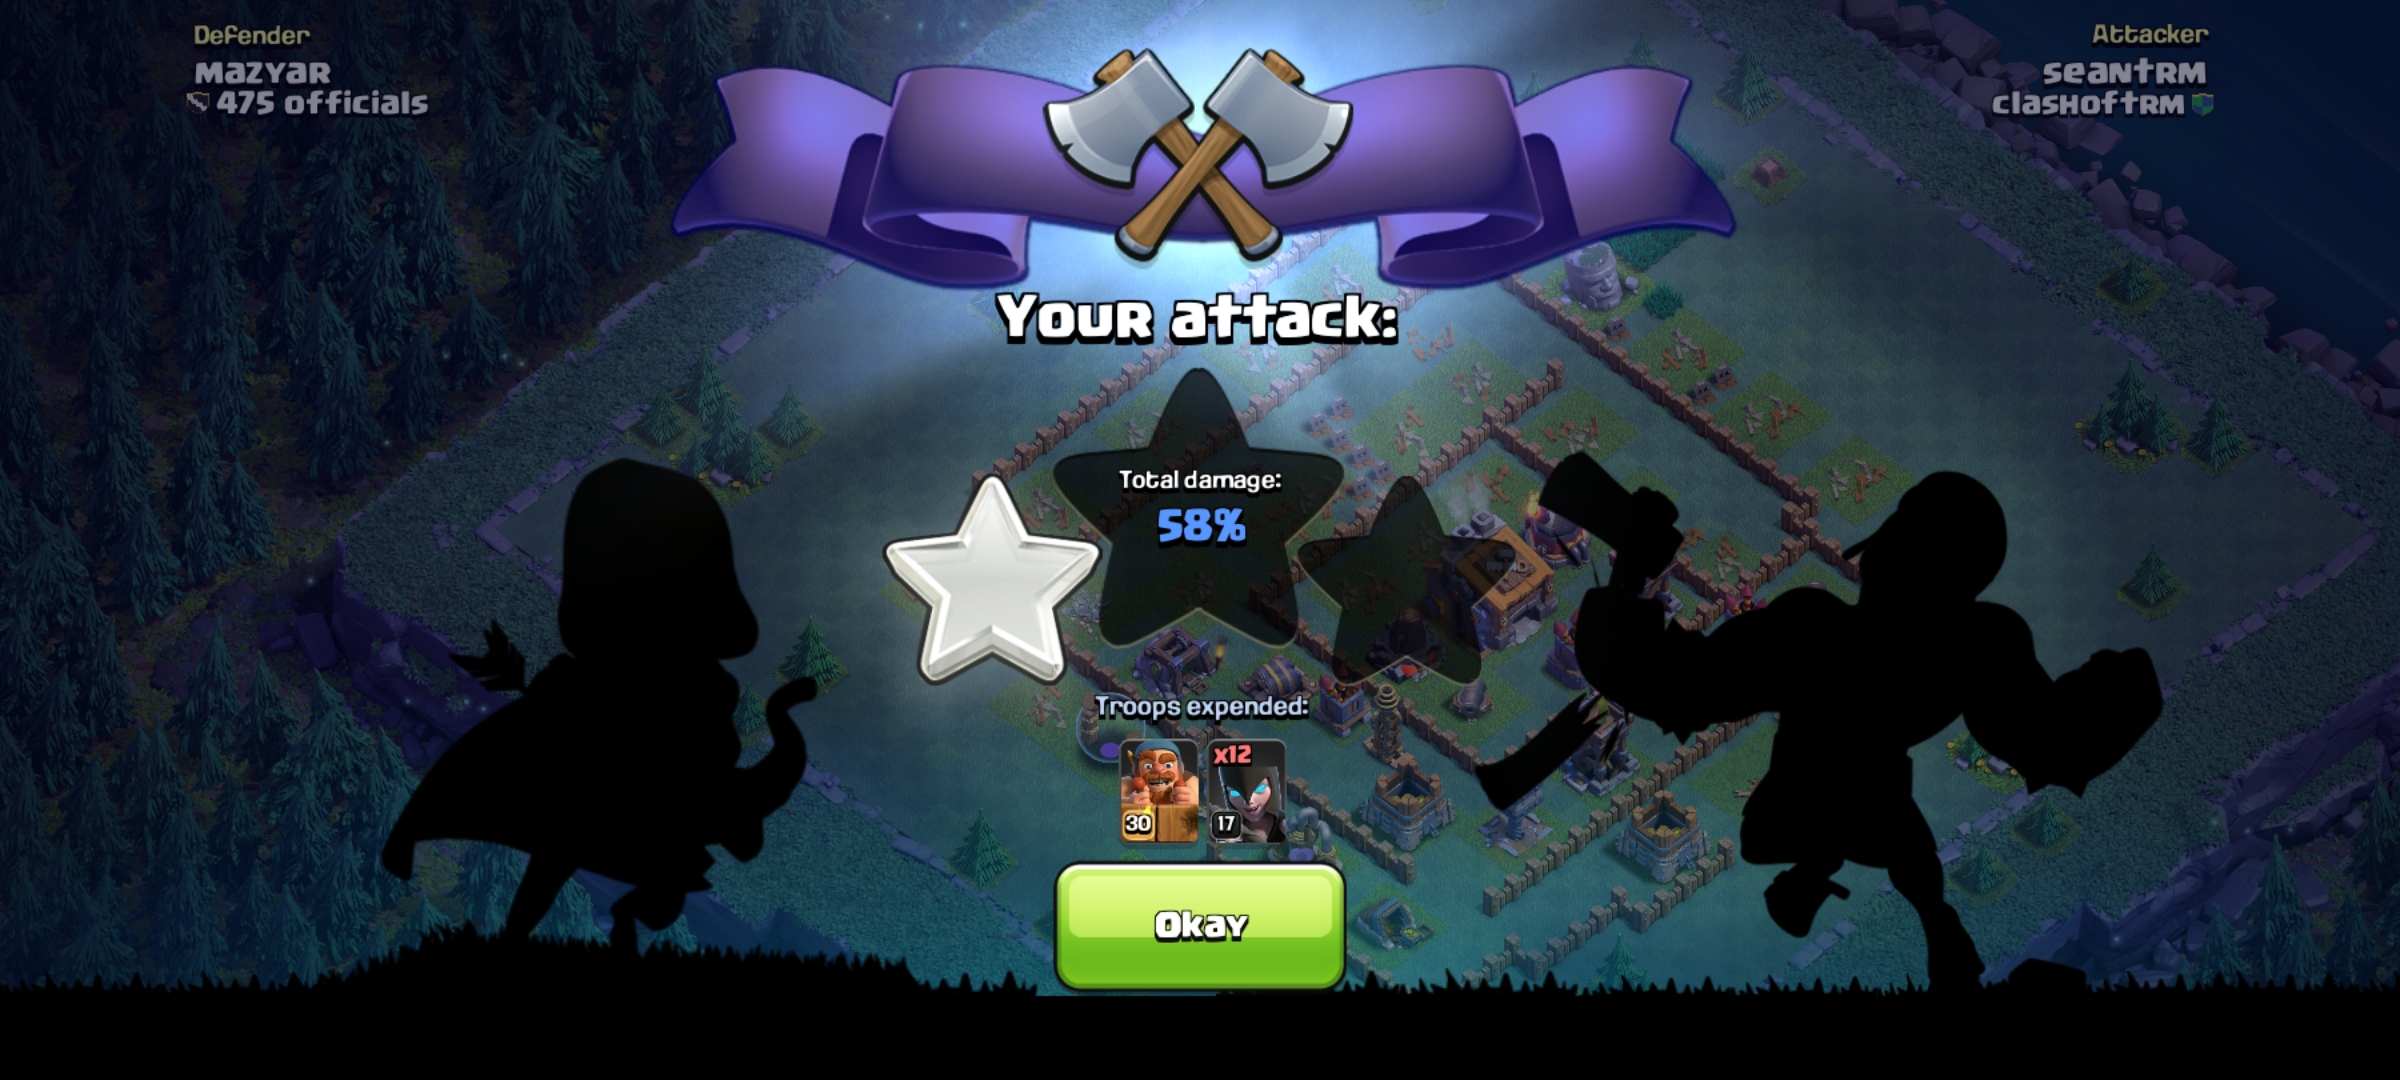 Defender
MAZYAR
475 officials
Attacker
seantRM
clashoftRM
Your attack:
Total damage:
58%
Troops expended:
x12
30
17
Okay